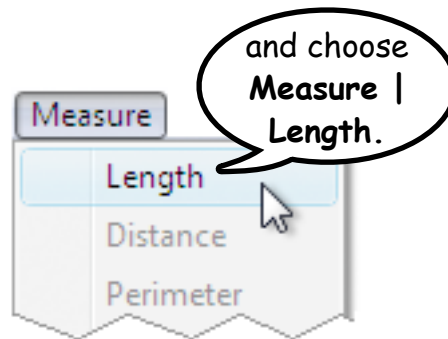 and choose
Measure |
Length.
Measure
Length
Distance
Perimeter